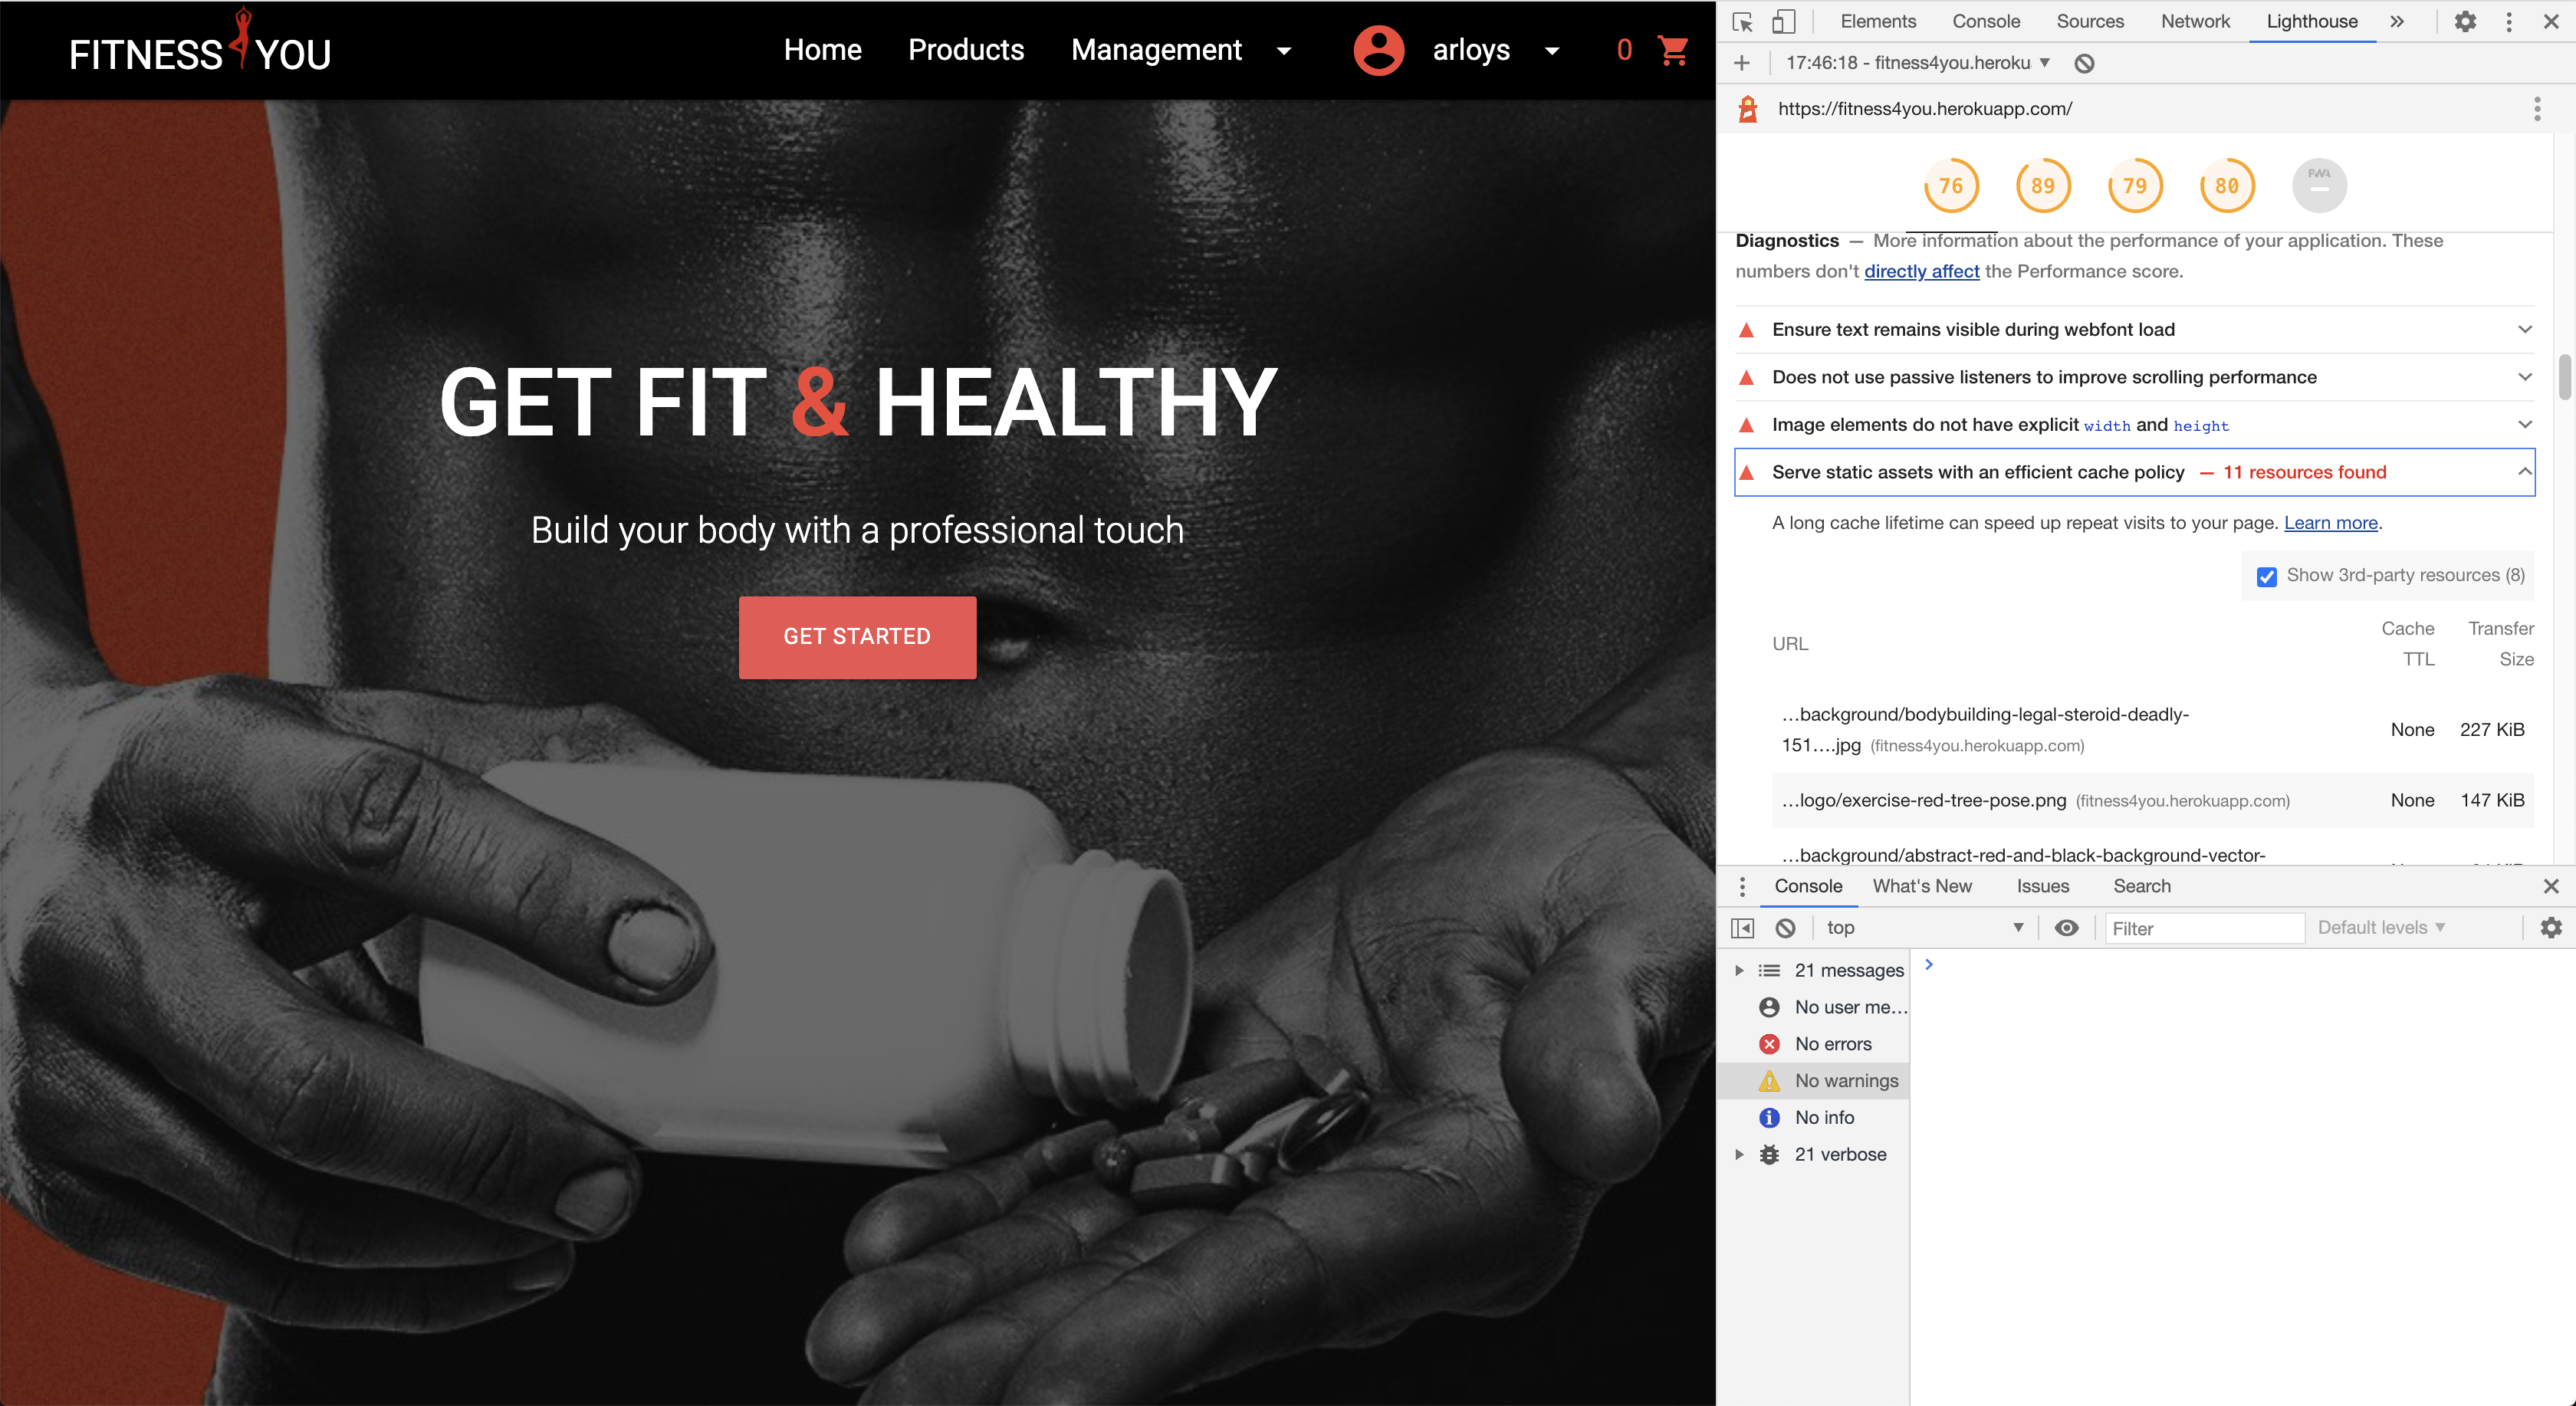 FITNESS YOU
Home Products Management arloys 0
GET FIT & HEALTHY
Build your body with a professional touch
GET STARTED
Elements Console Sources Network Lighthouse »
+ 17:46:18 - fitness4you.heroku ▼
https://fitness4you.herokuapp.com/
76 89 79 80 PWA
Diagnostics — More information about the performance of your application. These
numbers don't directly affect the Performance score.
Ensure text remains visible during webfont load
Does not use passive listeners to improve scrolling performance
Image elements do not have explicit width and height
Serve static assets with an efficient cache policy — 11 resources found
A long cache lifetime can speed up repeat visits to your page. Learn more.
Show 3rd-party resources (8)
URL
Cache TTL
Transfer Size
…background/bodybuilding-legal-steroid-deadly-
151….jpg (fitness4you.herokuapp.com) None 227 KiB
…logo/exercise-red-tree-pose.png (fitness4you.herokuapp.com) None 147 KiB
…background/abstract-red-and-black-background-vector-
Console What's New Issues Search
top Filter Default levels ▼
21 messages
No user me…
No errors
No warnings
No info
21 verbose